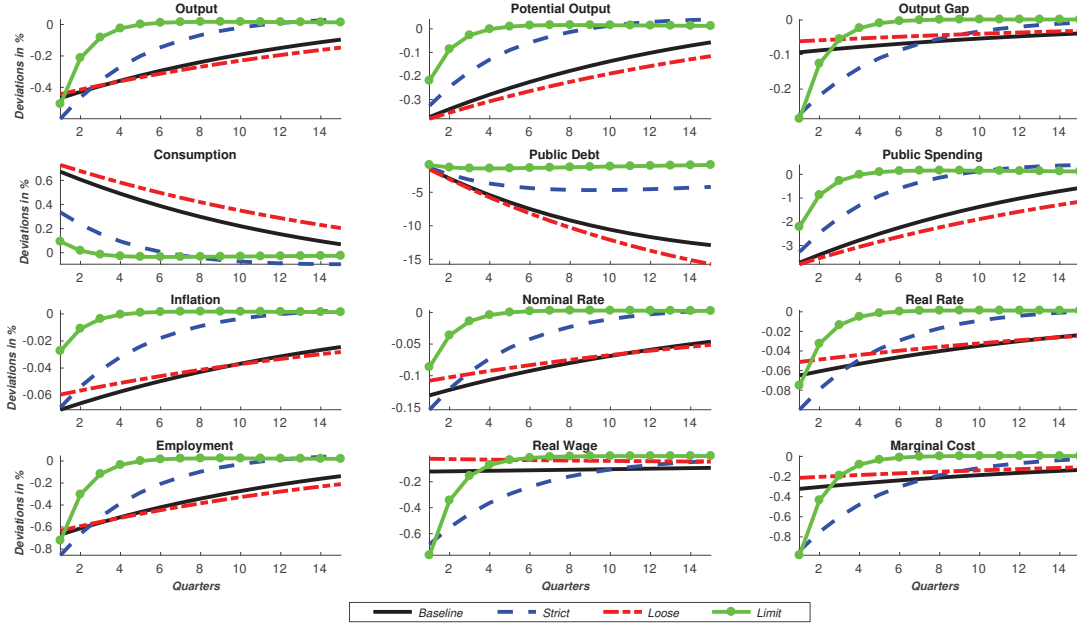 Output
Potential Output
Output Gap
Deviations in %
0
-0.2
-0.4
2 4 6 8 10 12 14
0
-0.1
-0.2
-0.3
2 4 6 8 10 12 14
0
-0.1
-0.2
2 4 6 8 10 12 14
Consumption
Public Debt
Public Spending
Deviations in %
0.6
0.4
0.2
0
2 4 6 8 10 12 14
-5
-10
-15
2 4 6 8 10 12 14
0
-1
-2
-3
2 4 6 8 10 12 14
Inflation
Nominal Rate
Real Rate
Deviations in %
0
-0.02
-0.04
-0.06
2 4 6 8 10 12 14
0
-0.05
-0.1
-0.15
2 4 6 8 10 12 14
0
-0.02
-0.04
-0.06
-0.08
2 4 6 8 10 12 14
Employment
Real Wage
Marginal Cost
Deviations in %
0
-0.2
-0.4
-0.6
-0.8
2 4 6 8 10 12 14
Quarters
0
-0.2
-0.4
-0.6
2 4 6 8 10 12 14
Quarters
0
-0.2
-0.4
-0.6
-0.8
2 4 6 8 10 12 14
Quarters
Baseline Strict Loose Limit